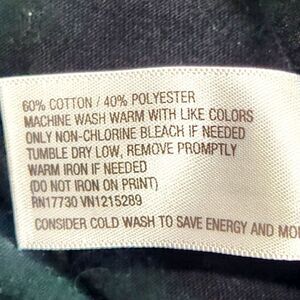 60% COTTON / 40% POLYESTER
MACHINE WASH WARM WITH LIKE COLORS
ONLY NON-CHLORINE BLEACH IF NEEDED
TUMBLE DRY LOW, REMOVE PROMPTLY
WARM IRON IF NEEDED
(DO NOT IRON ON PRINT)
RN17730 VN1215289
CONSIDER COLD WASH TO SAVE ENERGY AND